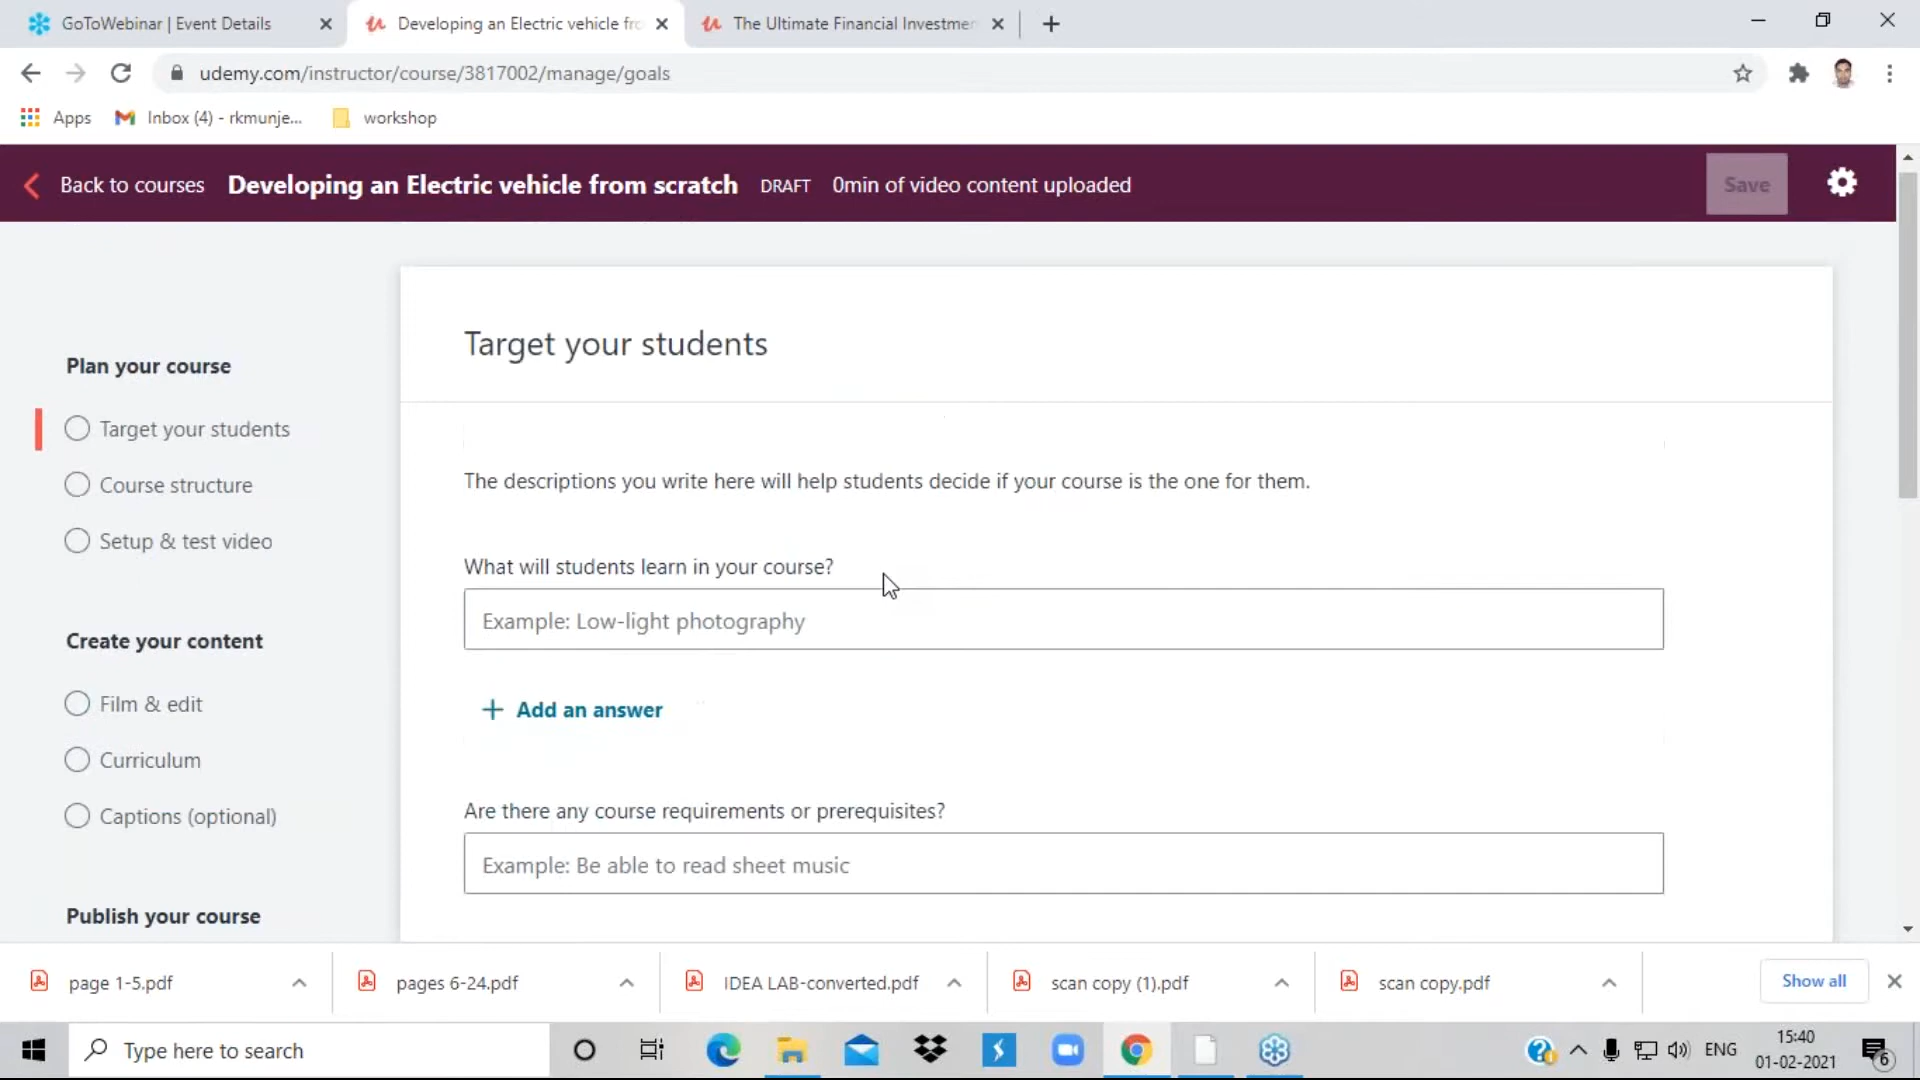 GoToWebinar | Event Details
Developing an Electric vehicle fro
The Ultimate Financial Investmen
udemy.com/instructor/course/3817002/manage/goals
Apps
Inbox (4) - rkmunje...
workshop
Back to courses
Developing an Electric vehicle from scratch
DRAFT
0min of video content uploaded
Save
Plan your course
Target your students
Course structure
Setup & test video
Create your content
Film & edit
Curriculum
Captions (optional)
Publish your course
Target your students
The descriptions you write here will help students decide if your course is the one for them.
What will students learn in your course?
Example: Low-light photography
+ Add an answer
Are there any course requirements or prerequisites?
Example: Be able to read sheet music
page 1-5.pdf
pages 6-24.pdf
IDEA LAB-converted.pdf
scan copy (1).pdf
scan copy.pdf
Show all
Type here to search
ENG
15:40
01-02-2021
6